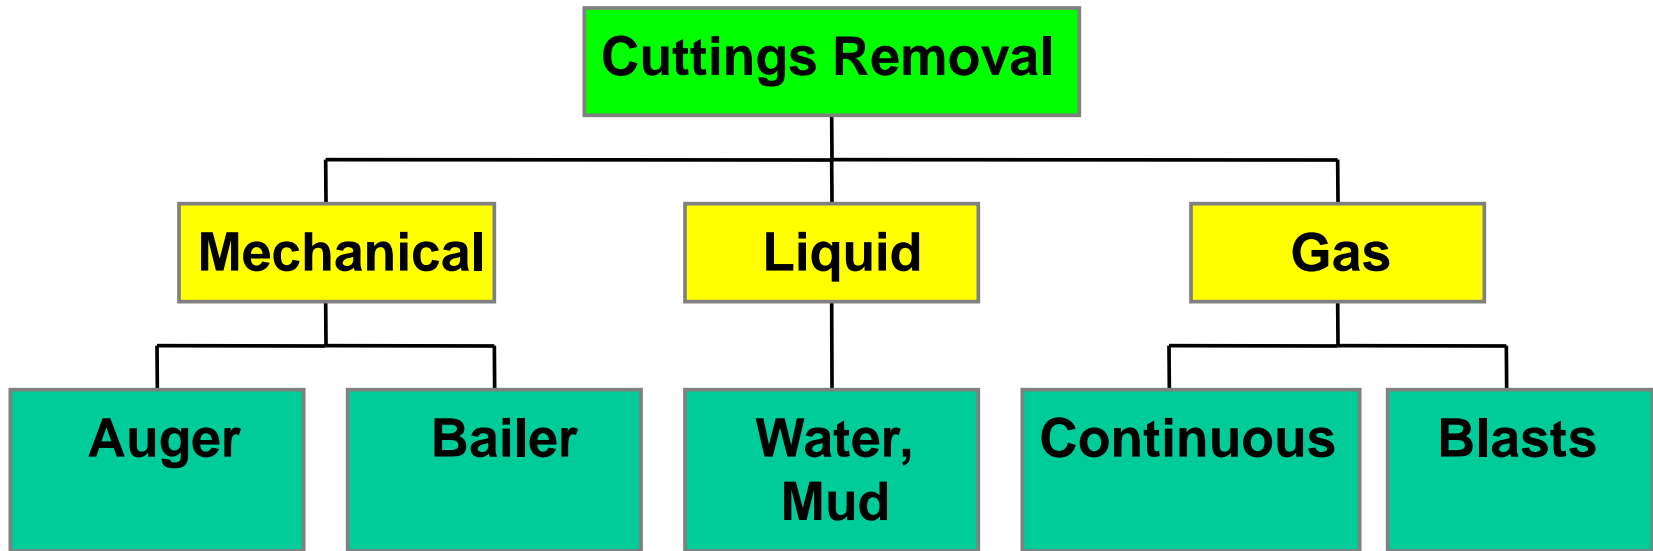 Cuttings Removal
Mechanical
Liquid
Gas
Auger
Bailer
Water,
Mud
Continuous
Blasts